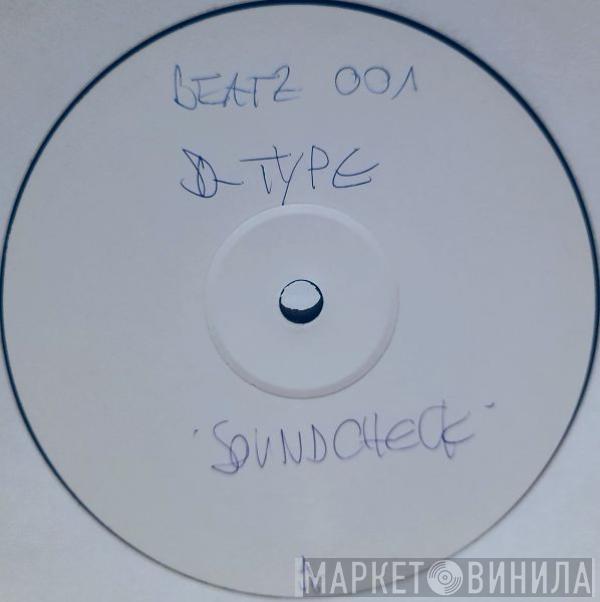 BEATZ 001
D-TYPE
"SOUNDCHECK"
МАРКЕТ ВИНИЛА